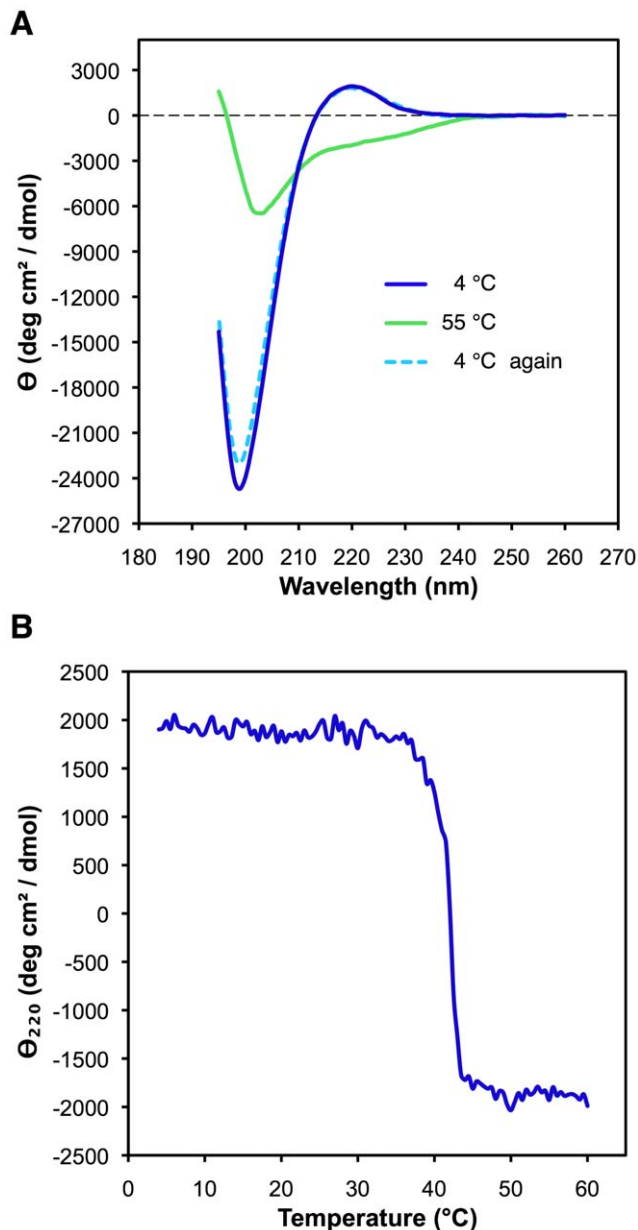 A
3000
0
-3000
-6000
-9000
-12000
-15000
-18000
-21000
-24000
-27000
Θ (deg cm² / dmol)
4 °C
55 °C
4 °C again
180 190 200 210 220 230 240 250 260 270
Wavelength (nm)
B
2500
2000
1500
1000
500
0
-500
-1000
-1500
-2000
-2500
Θ₂₂₀ (deg cm² / dmol)
0 10 20 30 40 50 60
Temperature (°C)